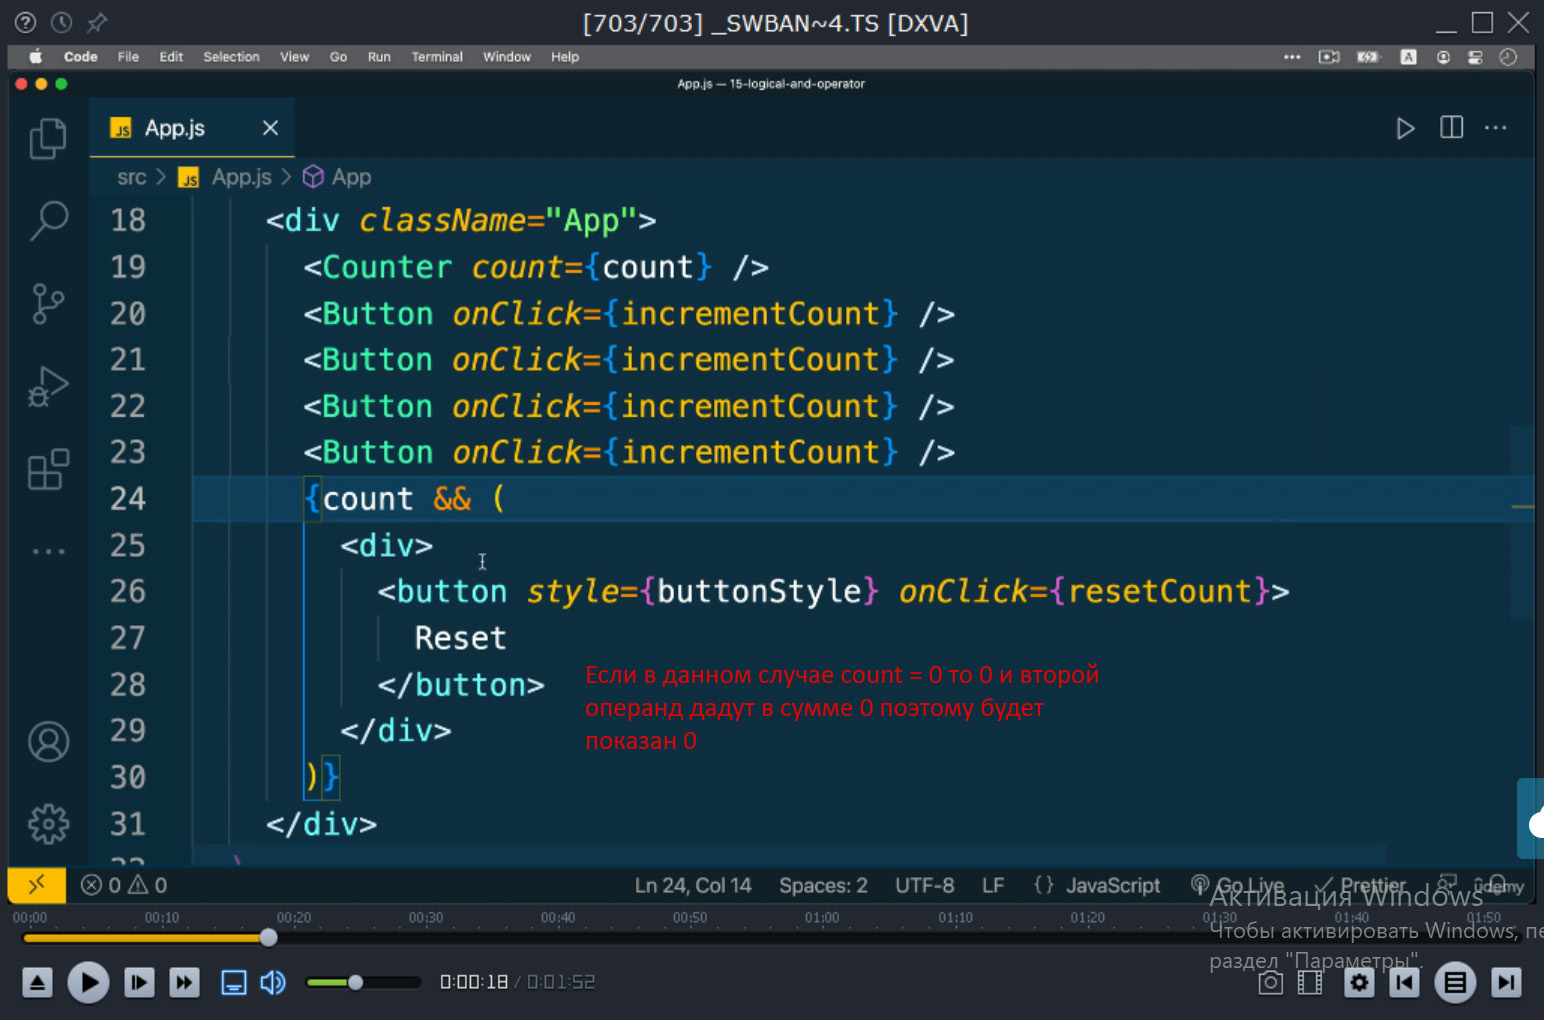 [703/703] _SWBAN~4.TS [DXVA]
Code File Edit Selection View Go Run Terminal Window Help
A
App.js — 15-logical-and-operator
JS App.js
src > JS App.js > App
18 <div className="App">
19 <Counter count={count} />
20 <Button onClick={incrementCount} />
21 <Button onClick={incrementCount} />
22 <Button onClick={incrementCount} />
23 <Button onClick={incrementCount} />
24 {count && (
25 <div>
26 <button style={buttonStyle} onClick={resetCount}>
27 Reset
28 </button>
29 </div>
30 )}
31 </div>
Если в данном случае count = 0 то 0 и второй
операнд дадут в сумме 0 поэтому будет
показан 0
0 0 Ln 24, Col 14 Spaces: 2 UTF-8 LF {} JavaScript Go Live Prettier
ûdemy
Активация Windows
Чтобы активировать Windows, пе
раздел "Параметры".
00:00 00:10 00:20 00:30 00:40 00:50 01:00 01:10 01:20 01:30 01:40 01:50
0:00:18 / 0:01:52